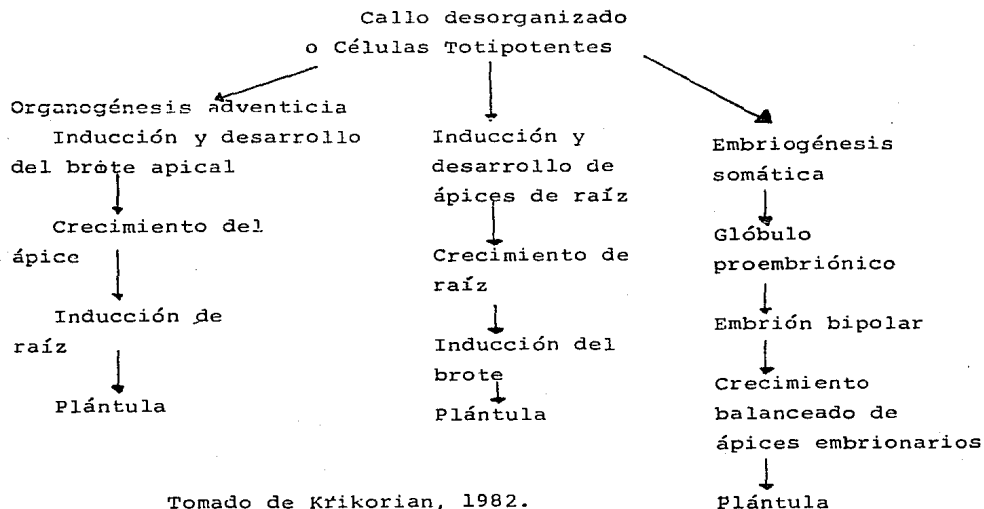 Callo desorganizado
o Células Totipotentes
Organogénesis adventicia
Inducción y desarrollo
del brote apical
Crecimiento del
ápice
Inducción de
raíz
Plántula
Inducción y
desarrollo de
ápices de raíz
Crecimiento de
raíz
Inducción del
brote
Plántula
Embriogénesis
somática
Glóbulo
proembriónico
Embrión bipolar
Crecimiento
balanceado de
ápices embrionarios
Plántula
Tomado de Krikorian, 1982.